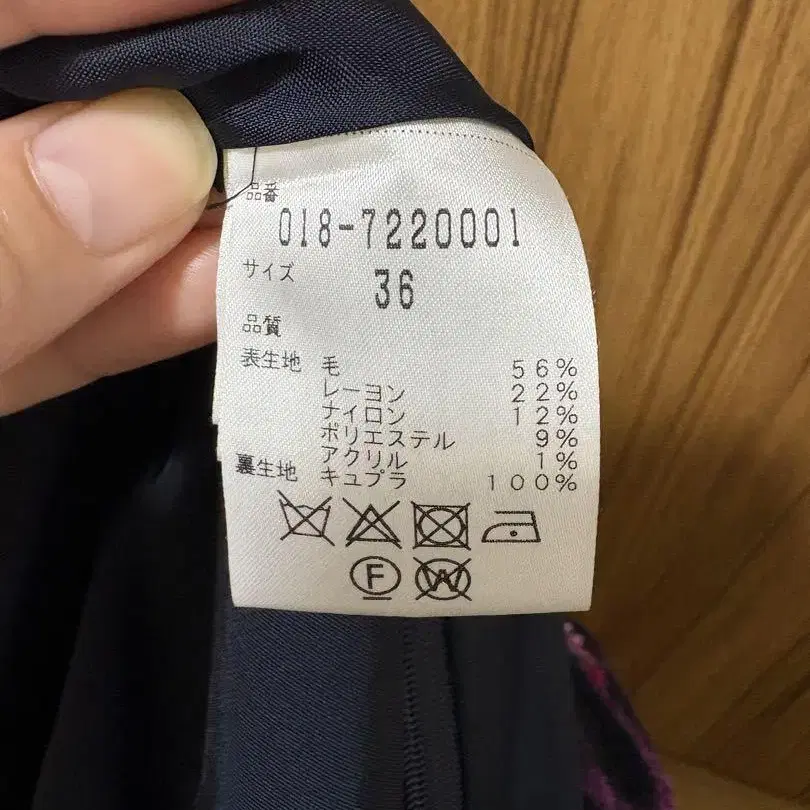 品番
018-7220001
サイズ
36
品質
表生地 毛 56%
レーヨン 22%
ナイロン 12%
ポリエステル 9%
アクリル 1%
裏生地 キュプラ 100%
F W